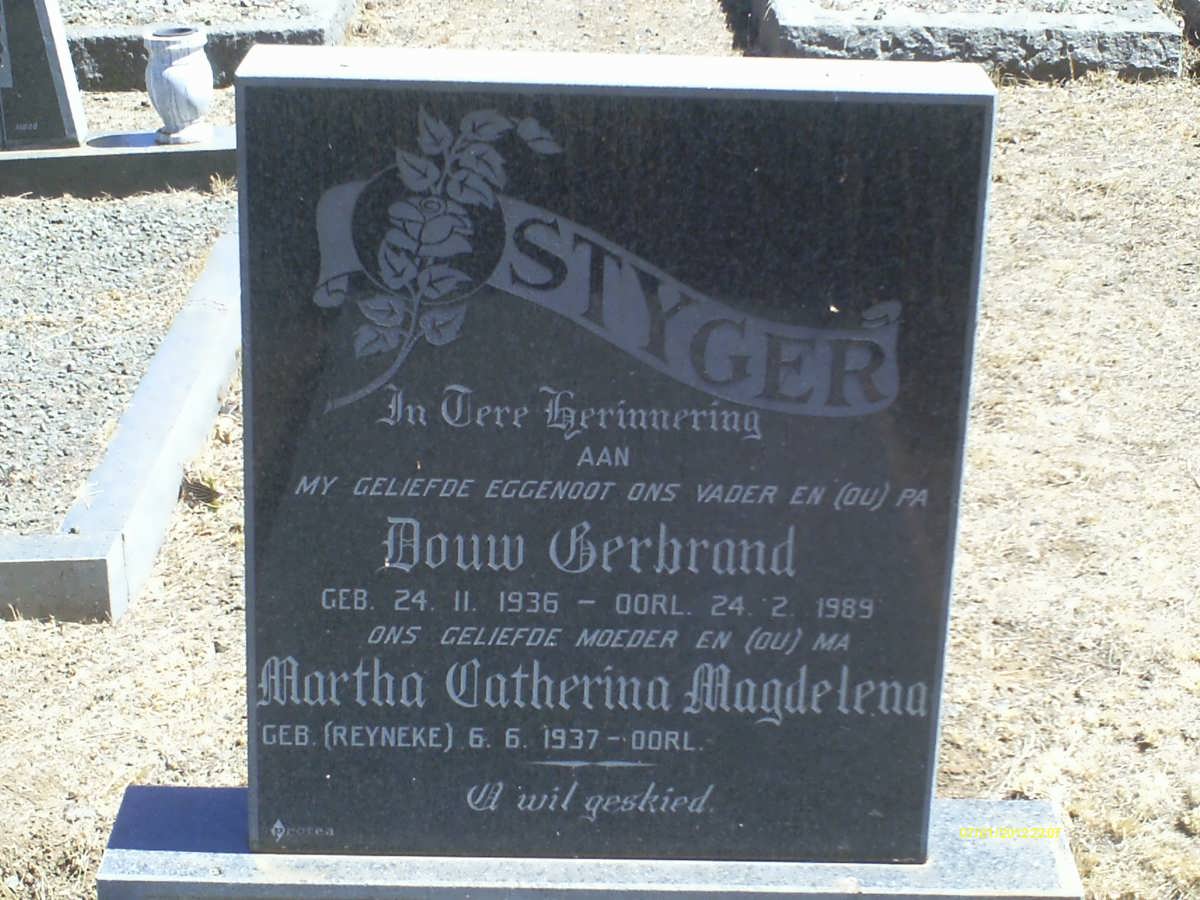 STYGER
In Tere Herinnering
AAN
MY GELIEFDE EGGENOOT ONS VADER EN (OU) PA
Douw Gerbrand
GEB. 24. 11. 1936 – OORL. 24. 2. 1989
ONS GELIEFDE MOEDER EN (OU) MA
Martha Catherina Magdelena
GEB. (REYNEKE) 6. 6. 1937 – OORL.
U wil geskied.
protea